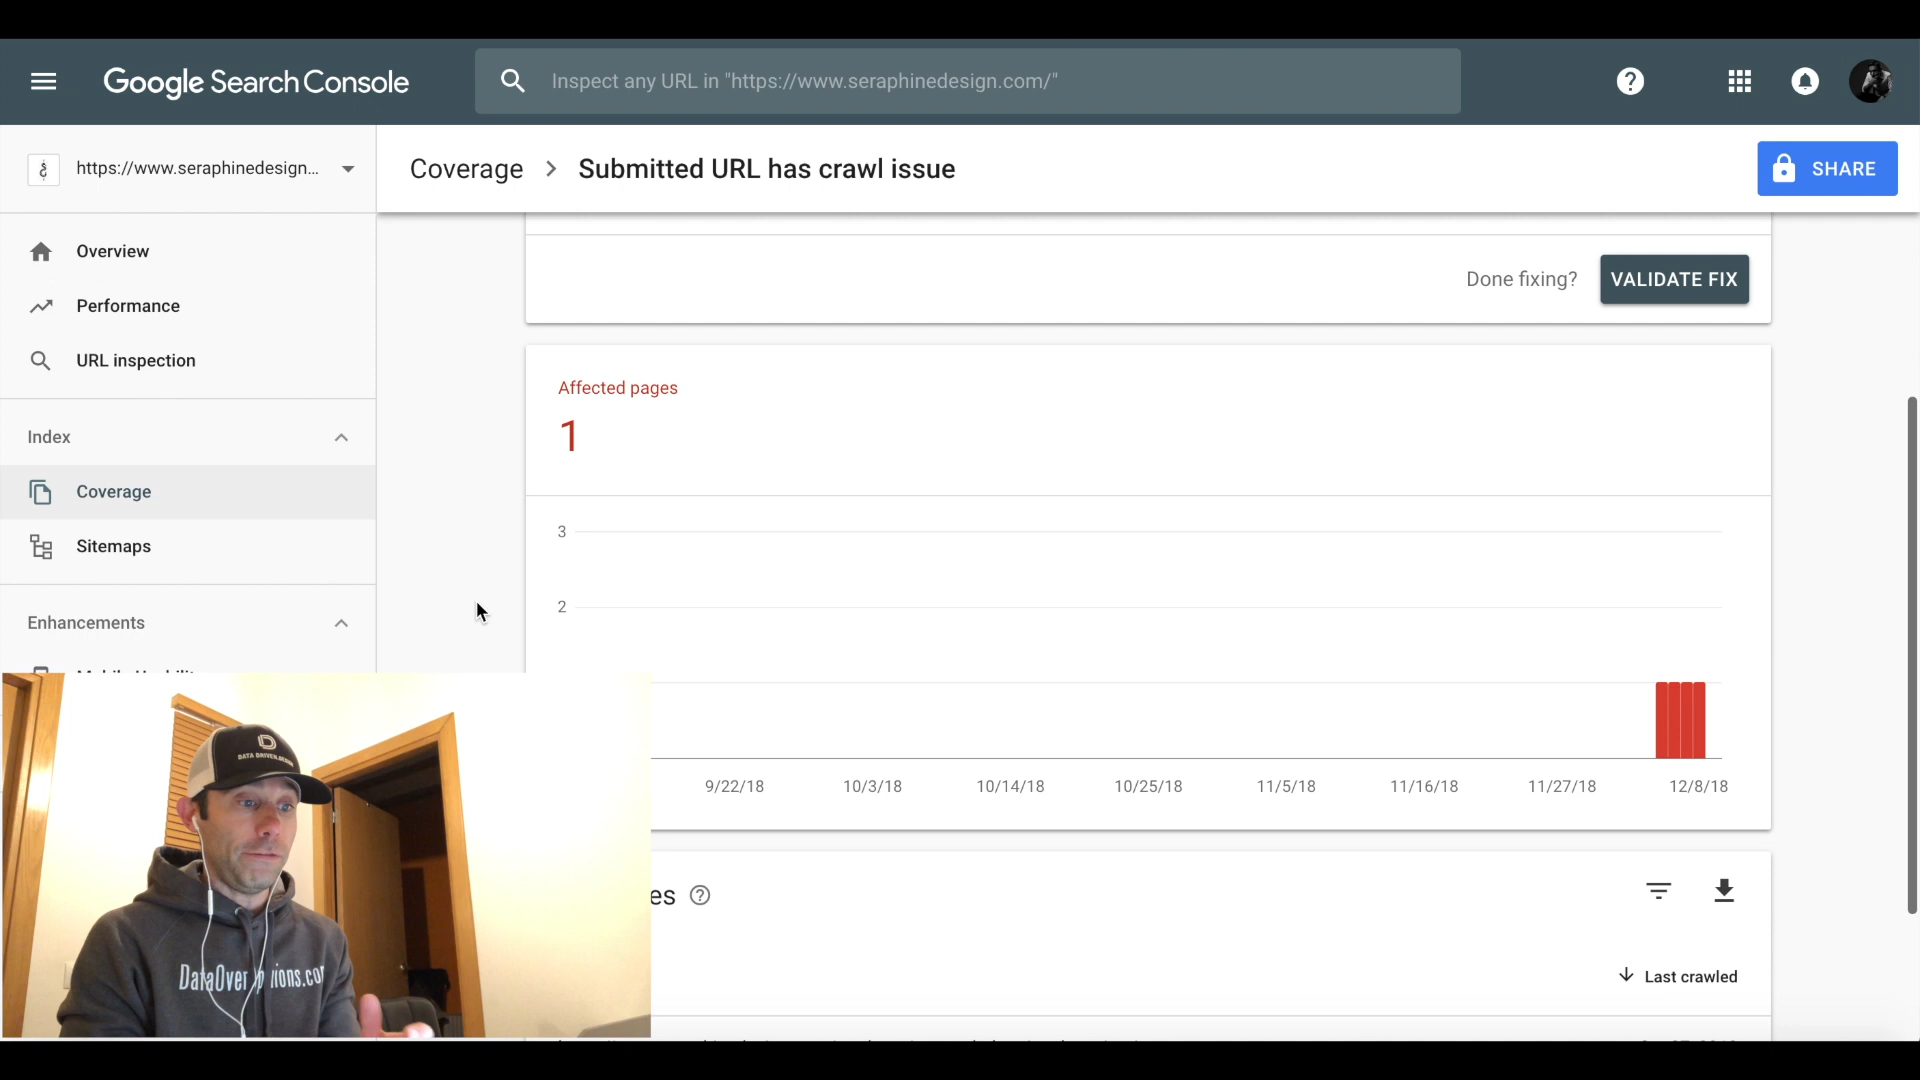 Google Search Console
Inspect any URL in "https://www.seraphinedesign.com/"
SHARE
https://www.seraphinedesign...
Coverage > Submitted URL has crawl issue
Overview
Performance
URL inspection
Index
Coverage
Sitemaps
Enhancements
Done fixing?
VALIDATE FIX
Affected pages
1
3
2
9/22/18
10/3/18
10/14/18
10/25/18
11/5/18
11/16/18
11/27/18
12/8/18
es
Last crawled
D
DATA DRIVEN